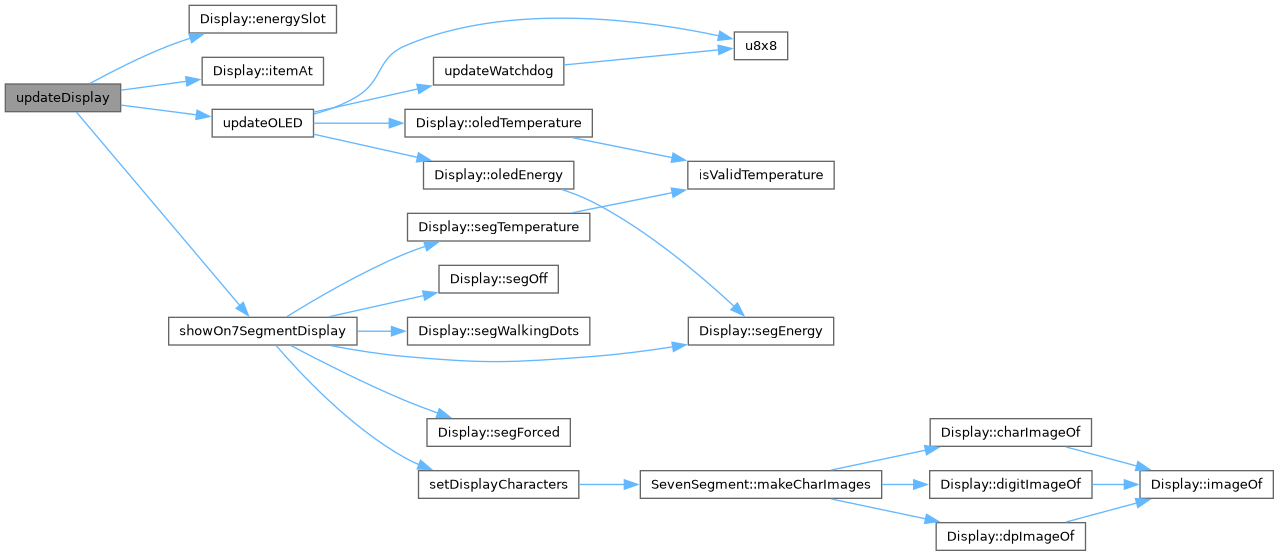 Display::energySlot
u8x8
Display::itemAt
updateWatchdog
updateDisplay
updateOLED
Display::oledTemperature
Display::oledEnergy
isValidTemperature
Display::segTemperature
Display::segOff
showOn7SegmentDisplay
Display::segWalkingDots
Display::segEnergy
Display::segForced
Display::charImageOf
setDisplayCharacters
SevenSegment::makeCharImages
Display::digitImageOf
Display::imageOf
Display::dpImageOf